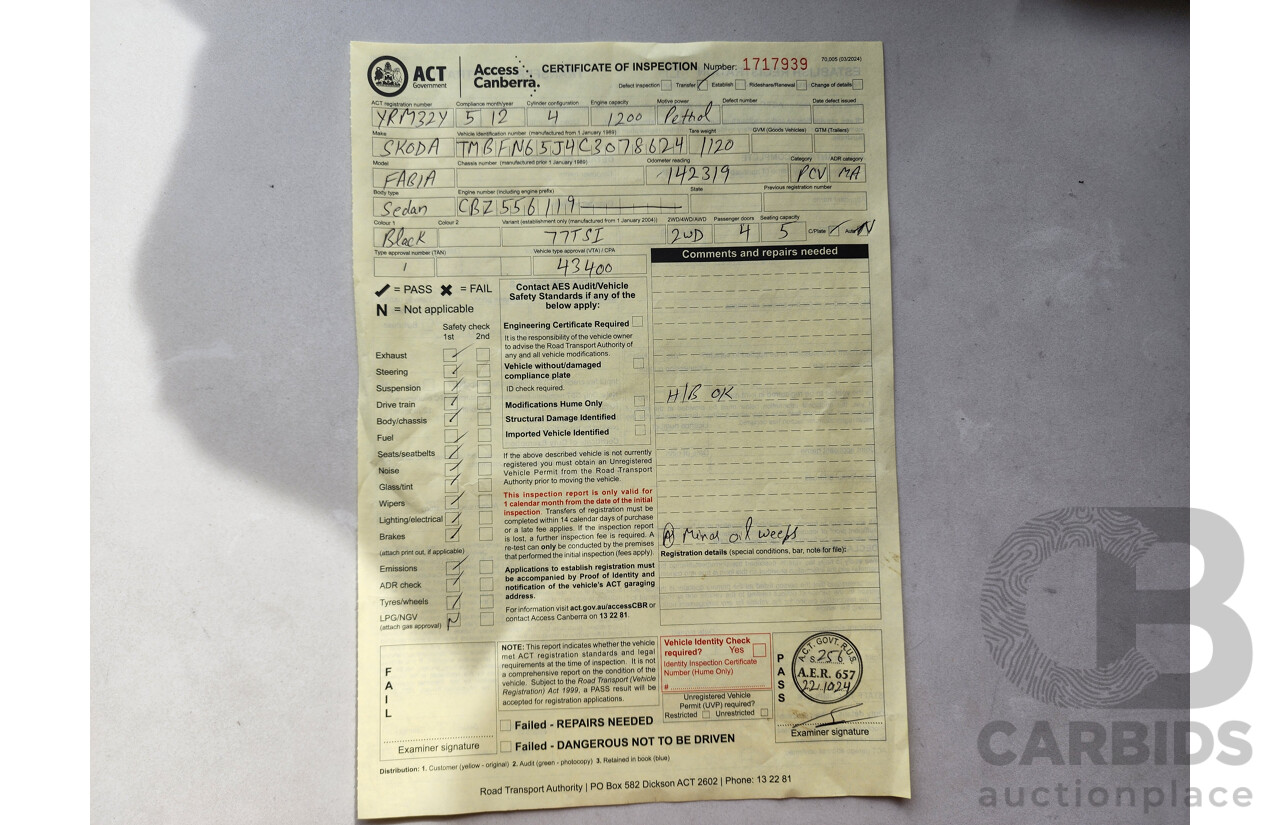 ACT
Government
Access
Canberra.
CERTIFICATE OF INSPECTION Number: 1717939 70,005 (03/2024)
Defect inspection Transfer Establish Rideshare/Renewal Change of details
ACT registration number Compliance month/year Cylinder configuration Engine capacity Motive power Defect number Date defect issued
YRM32Y 5 12 4 1200 Petrol
Make Vehicle identification number (manufactured from 1 January 1989) Tare weight GVM (Goods Vehicles) GTM (Trailers)
SKODA TMBFN65J4C3078624 1120
Model Chassis number (manufactured prior 1 January 1989) Odometer reading Category ADR category
FABIA 142319 PCV MA
Body type Engine number (including engine prefix) State Previous registration number
Sedan CBZ556119
Colour 1 Colour 2 Variant (establishment only (manufactured from 1 January 2004)) 2WD/4WD/AWD Passenger doors Seating capacity
Black 77TSI 2WD 4 5 C/Plate N
Type approval number (TAN) Vehicle type approval (VTA) / CPA
1 43400
Comments and repairs needed
✓ = PASS ✖ = FAIL
N = Not applicable
Safety check
1st 2nd
Exhaust
Steering
Suspension
Drive train
Body/chassis
Fuel
Seats/seatbelts
Noise
Glass/tint
Wipers
Lighting/electrical
Brakes
(attach print out, if applicable)
Emissions
ADR check
Tyres/wheels
LPG/NGV N
(attach gas approval)
Contact AES Audit/Vehicle
Safety Standards if any of the
below apply:
Engineering Certificate Required
It is the responsibility of the vehicle owner
to advise the Road Transport Authority of
any and all vehicle modifications.
Vehicle without/damaged
compliance plate
ID check required.
Modifications Hume Only
Structural Damage Identified
Imported Vehicle Identified
If the above described vehicle is not currently
registered you must obtain an Unregistered
Vehicle Permit from the Road Transport
Authority prior to moving the vehicle.
This inspection report is only valid for
1 calendar month from the date of the initial
inspection. Transfers of registration must be
completed within 14 calendar days of purchase
or a late fee applies. If the inspection report
is lost, a further inspection fee is required. A
re-test can only be conducted by the premises
that performed the initial inspection (fees apply).
Applications to establish registration must
be accompanied by Proof of Identity and
notification of the vehicle's ACT garaging
address.
For information visit act.gov.au/accessCBR or
contact Access Canberra on 13 22 81.
H/B OK
A Minor oil weeps
Registration details (special conditions, bar, note for file):
FAIL
Examiner signature
NOTE: This report indicates whether the vehicle
met ACT registration standards and legal
requirements at the time of inspection. It is not
a comprehensive report on the condition of the
vehicle. Subject to the Road Transport (Vehicle
Registration) Act 1999, a PASS result will be
accepted for registration applications.
Failed - REPAIRS NEEDED
Failed - DANGEROUS NOT TO BE DRIVEN
Vehicle Identity Check
required? Yes
Identity Inspection Certificate
Number (Hume Only)
#
Unregistered Vehicle
Permit (UVP) required?
Restricted Unrestricted
PASS
A.C.T. GOVT. R.U.S.
S 256
A.E.R. 657
22.10.24
Examiner signature
Distribution: 1. Customer (yellow - original) 2. Audit (green - photocopy) 3. Retained in book (blue)
Road Transport Authority | PO Box 582 Dickson ACT 2602 | Phone: 13 22 81
CB
CARBIDS
auctionplace